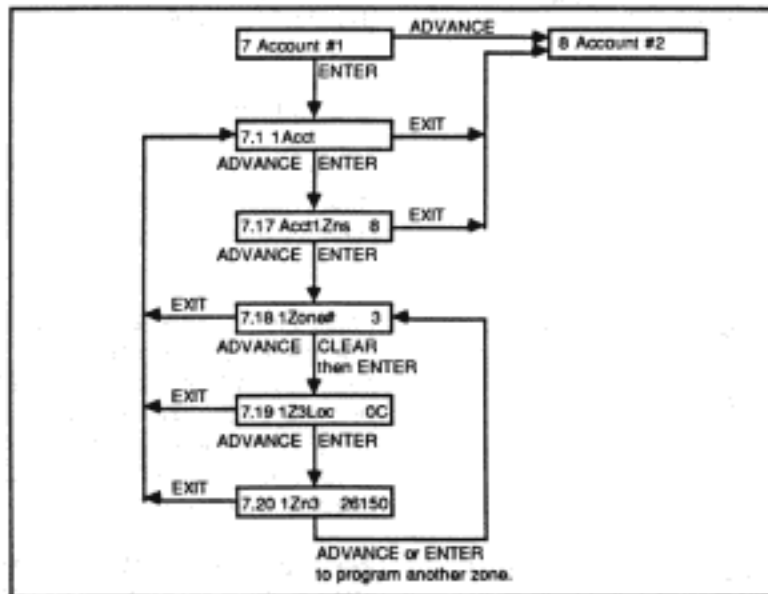 7 Account #1
ADVANCE
8 Account #2
ENTER
7.1 1Acct
EXIT
ADVANCE ENTER
7.17 Acct1Zns 8
EXIT
ADVANCE ENTER
EXIT
7.18 1Zone# 3
ADVANCE CLEAR
then ENTER
EXIT
7.19 1Z3Loc 0C
ADVANCE ENTER
EXIT
7.20 1Zn3 26150
ADVANCE or ENTER
to program another zone.